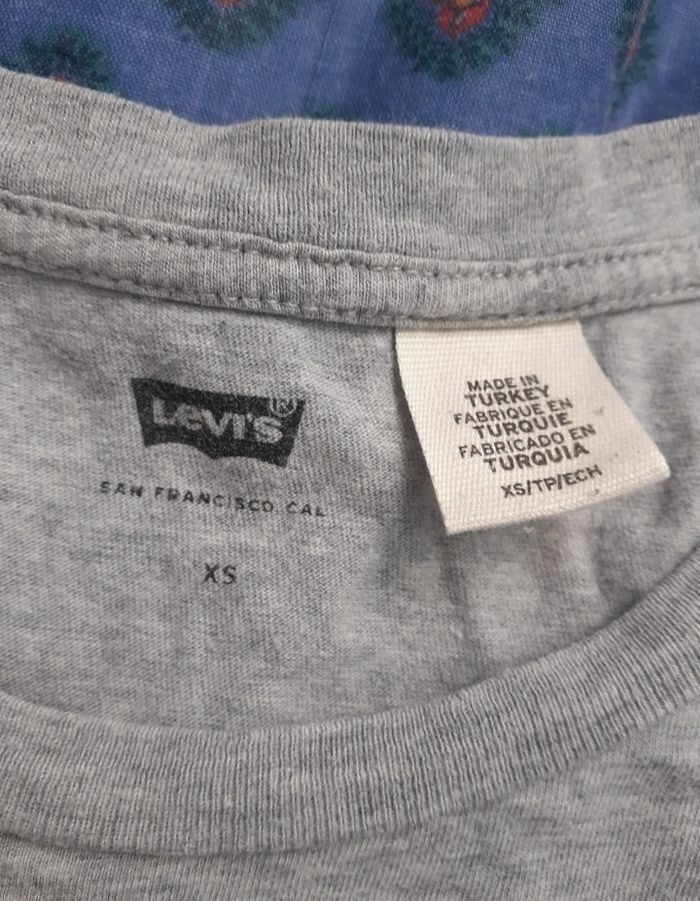 Levi's®
SAN FRANCISCO CAL
XS
MADE IN
TURKEY
FABRIQUE EN
TURQUIE
FABRICADO EN
TURQUIA
XS/TP/ECH